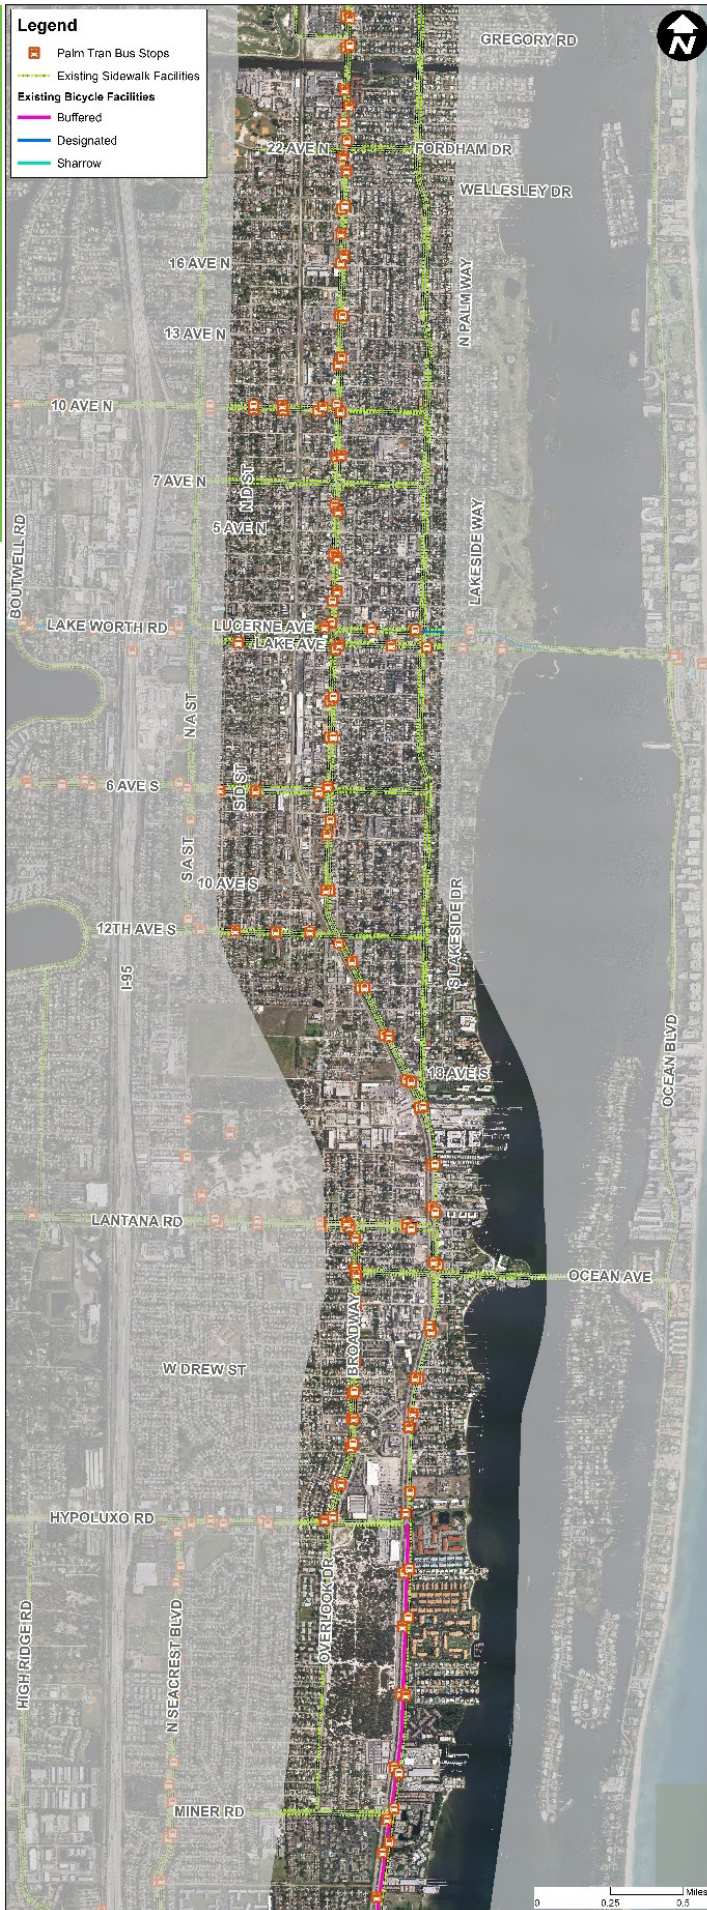 Legend
Palm Tran Bus Stops
Existing Sidewalk Facilities
Existing Bicycle Facilities
Buffered
Designated
Sharrow
N
GREGORY RD
22 AVE N
FORDHAM DR
WELLESLEY DR
16 AVE N
N PALM WAY
13 AVE N
10 AVE N
7 AVE N
N D ST
5 AVE N
BOUTWELL RD
LAKESIDE WAY
LAKE WORTH RD
LUCERNE AVE
LAKE AVE
N A ST
6 AVE S
S D ST
S A ST
10 AVE S
12TH AVE S
S LAKESIDE DR
I-95
OCEAN BLVD
18 AVE S
LANTANA RD
OCEAN AVE
BROADWAY
W DREW ST
HYPOLUXO RD
OVERLOOK DR
HIGH RIDGE RD
N SEACREST BLVD
MINER RD
Miles
0 0.25 0.5